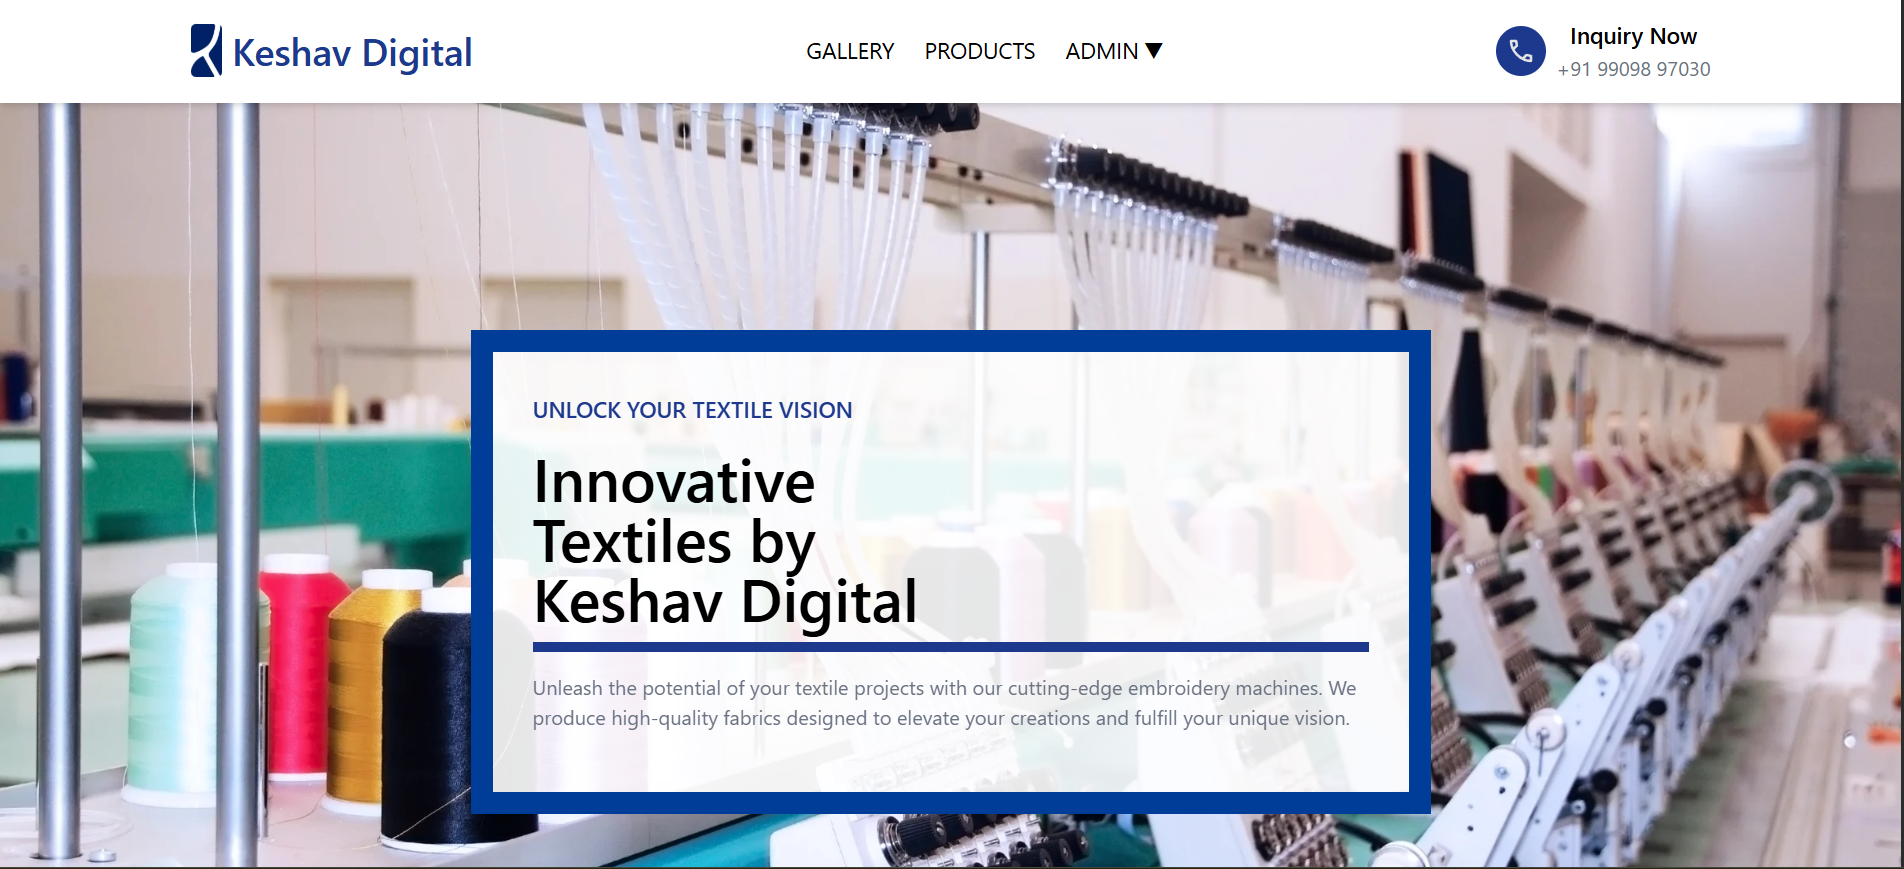 Keshav Digital
GALLERY
PRODUCTS
ADMIN ▼
Inquiry Now
+91 99098 97030
UNLOCK YOUR TEXTILE VISION
Innovative
Textiles by
Keshav Digital
Unleash the potential of your textile projects with our cutting-edge embroidery machines. We
produce high-quality fabrics designed to elevate your creations and fulfill your unique vision.